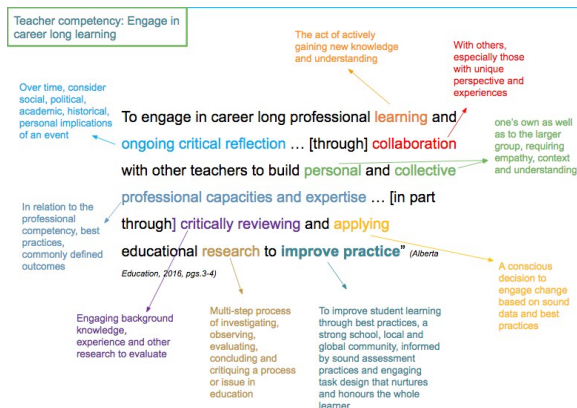 Teacher competency: Engage in
career long learning
The act of actively
gaining new knowledge
and understanding
With others,
especially those
with unique
perspective and
experiences
Over time, consider
social, political,
academic, historical,
personal implications
of an event
To engage in career long professional learning and
ongoing critical reflection ... [through] collaboration
with other teachers to build personal and collective
professional capacities and expertise ... [in part
through] critically reviewing and applying
educational research to improve practice” (Alberta
Education, 2016, pgs.3-4)
one's own as well
as to the larger
group, requiring
empathy, context
and understanding
In relation to the
professional
competency, best
practices,
commonly defined
outcomes
A conscious
decision to
engage change
based on sound
data and best
practices
Engaging background
knowledge,
experience and other
research to evaluate
Multi-step process
of investigating,
observing,
evaluating,
concluding and
critiquing a process
or issue in
education
To improve student learning
through best practices, a
strong school, local and
global community, informed
by sound assessment
practices and engaging
task design that nurtures
and honours the whole
learner